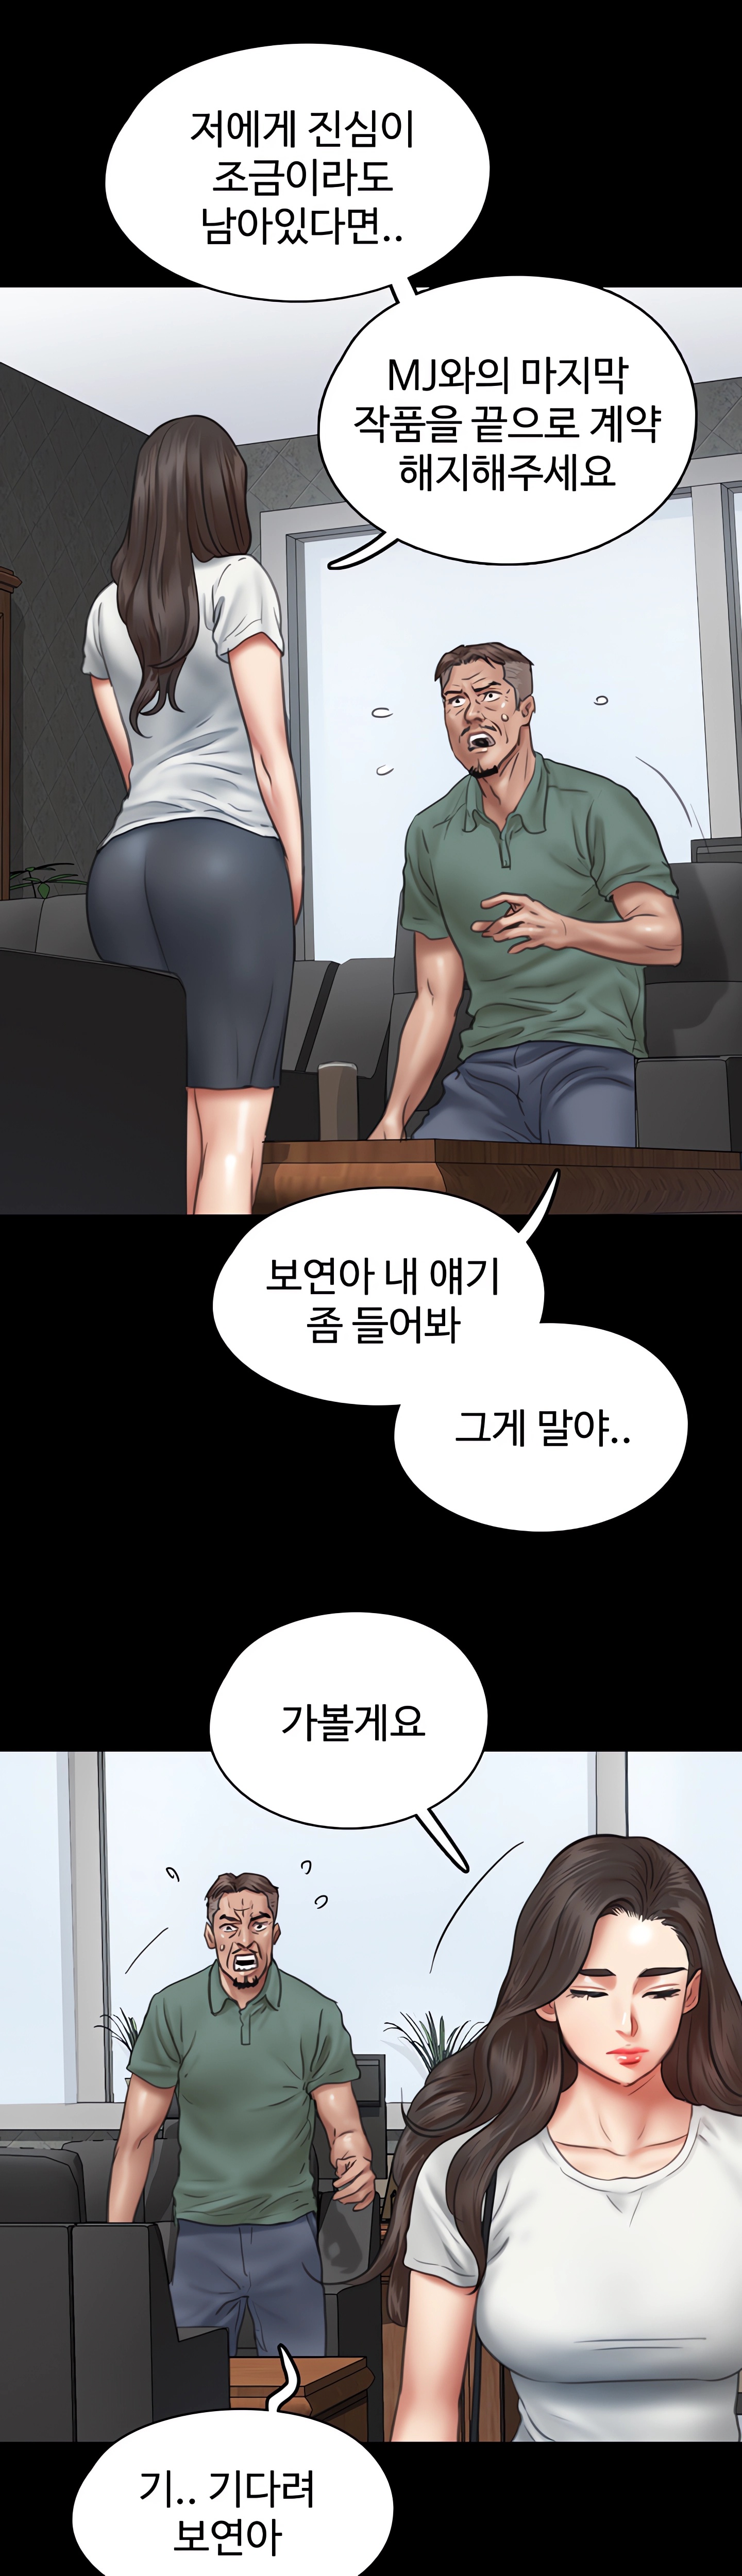 저에게 진심이
조금이라도
남아있다면..
MJ와의 마지막
작품을 끝으로 계약
해지해주세요
보연아 내 얘기
좀 들어봐
그게 말야..
가볼게요
기.. 기다려
보연아